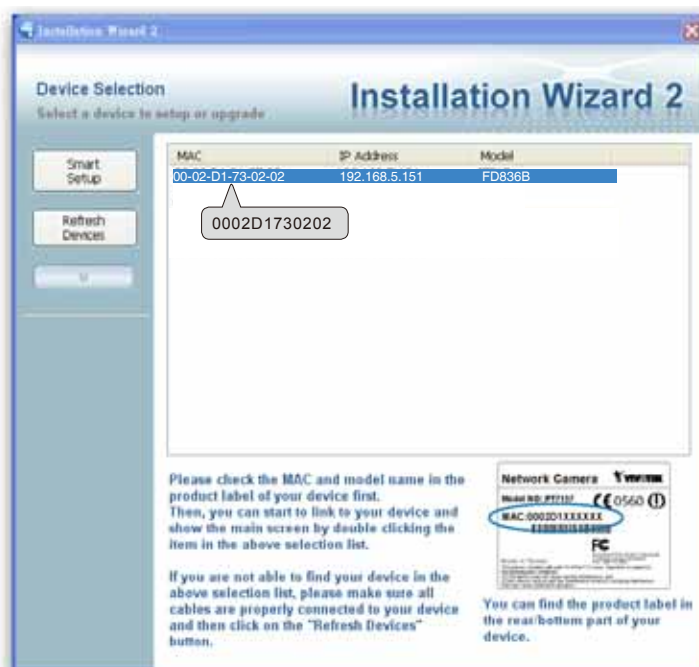 Installation Wizard 2
Device Selection
Select a device to setup or upgrade
Installation Wizard 2
Smart
Setup
Refresh
Devices
MAC IP Address Model
00-02-D1-73-02-02 192.168.5.151 FD836B
0002D1730202
Please check the MAC and model name in the
product label of your device first.
Then, you can start to link to your device and
show the main screen by double clicking the
item in the above selection list.
If you are not able to find your device in the
above selection list, please make sure all
cables are properly connected to your device
and then click on the "Refresh Devices"
button.
Network Camera VIVOTEK
Model NO:
CE 0560
MAC:0002D1XXXXXX
FC
You can find the product label in
the rear/bottom part of your
device.